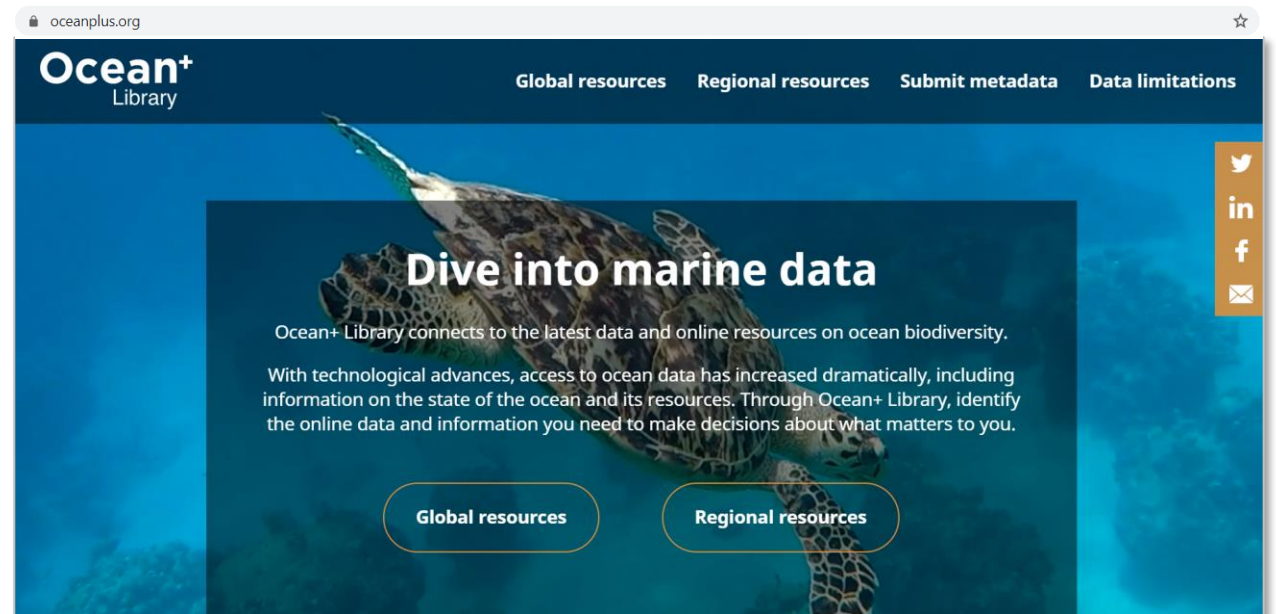 oceanplus.org
Ocean+
Library
Global resources Regional resources Submit metadata Data limitations
in
f
Dive into marine data
Ocean+ Library connects to the latest data and online resources on ocean biodiversity.
With technological advances, access to ocean data has increased dramatically, including
information on the state of the ocean and its resources. Through Ocean+ Library, identify
the online data and information you need to make decisions about what matters to you.
Global resources Regional resources